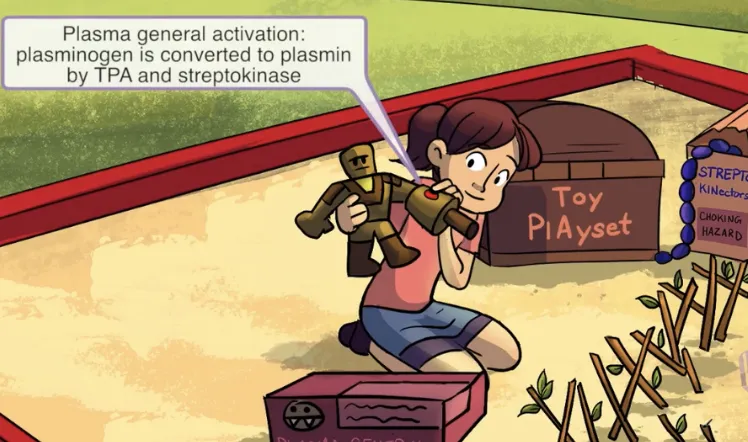 Plasma general activation:
plasminogen is converted to plasmin
by TPA and streptokinase
Toy
PlAyset
STREPTO
KINectors
CHOKING
HAZARD